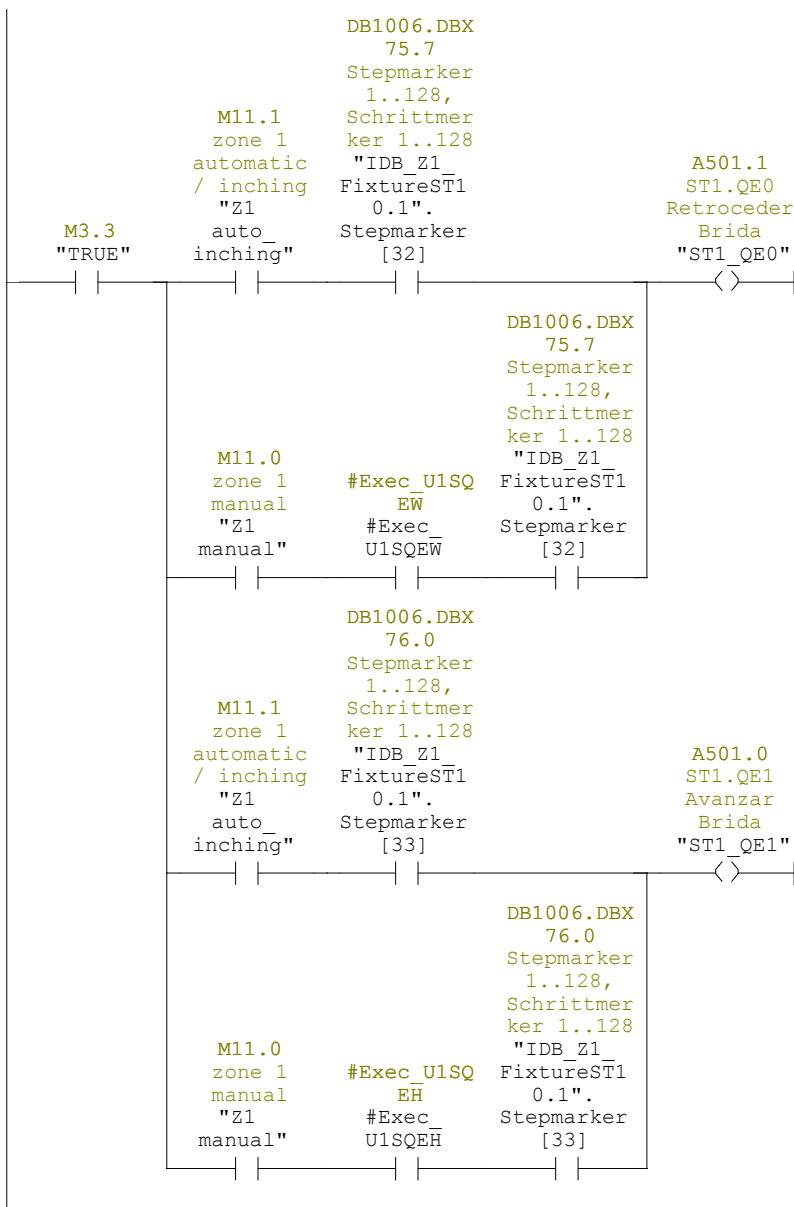 DB1006.DBX
75.7
Stepmarker
1..128,
Schrittmer
ker 1..128
"IDB_Z1_
FixtureST1
0.1".
Stepmarker
[32]
M11.1
zone 1
automatic
/ inching
"Z1
auto_
inching"
M3.3
"TRUE"
A501.1
ST1.QE0
Retroceder
Brida
"ST1_QE0"
DB1006.DBX
75.7
Stepmarker
1..128,
Schrittmer
ker 1..128
"IDB_Z1_
FixtureST1
0.1".
Stepmarker
[32]
M11.0
zone 1
manual
"Z1
manual"
#Exec_U1SQ
EW
#Exec_
U1SQEW
DB1006.DBX
76.0
Stepmarker
1..128,
Schrittmer
ker 1..128
"IDB_Z1_
FixtureST1
0.1".
Stepmarker
[33]
M11.1
zone 1
automatic
/ inching
"Z1
auto_
inching"
A501.0
ST1.QE1
Avanzar
Brida
"ST1_QE1"
DB1006.DBX
76.0
Stepmarker
1..128,
Schrittmer
ker 1..128
"IDB_Z1_
FixtureST1
0.1".
Stepmarker
[33]
M11.0
zone 1
manual
"Z1
manual"
#Exec_U1SQ
EH
#Exec_
U1SQEH